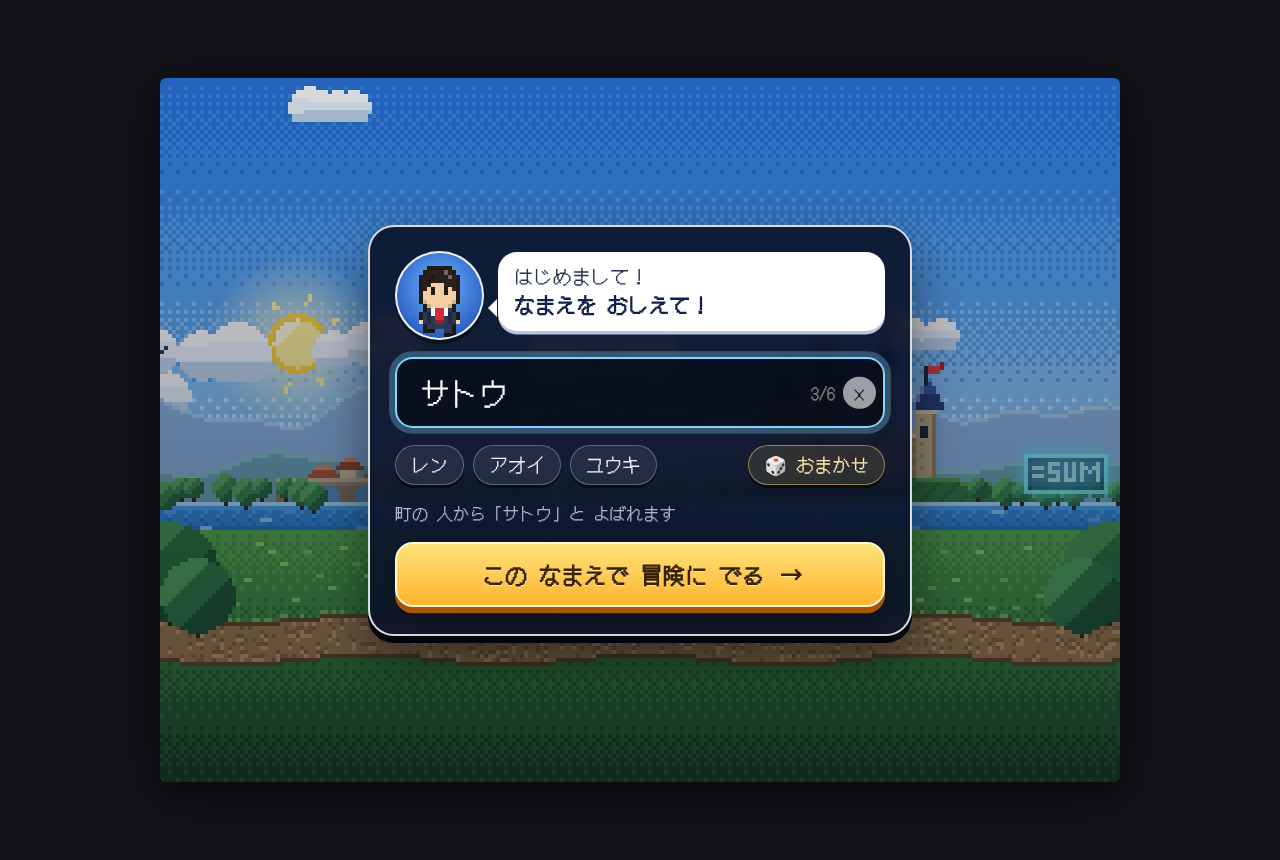 はじめまして！
なまえを おしえて！
サトウ
3/6
x
レン
アオイ
ユウキ
おまかせ
町の 人から「サトウ」と よばれます
この なまえで 冒険に でる →
=SUM